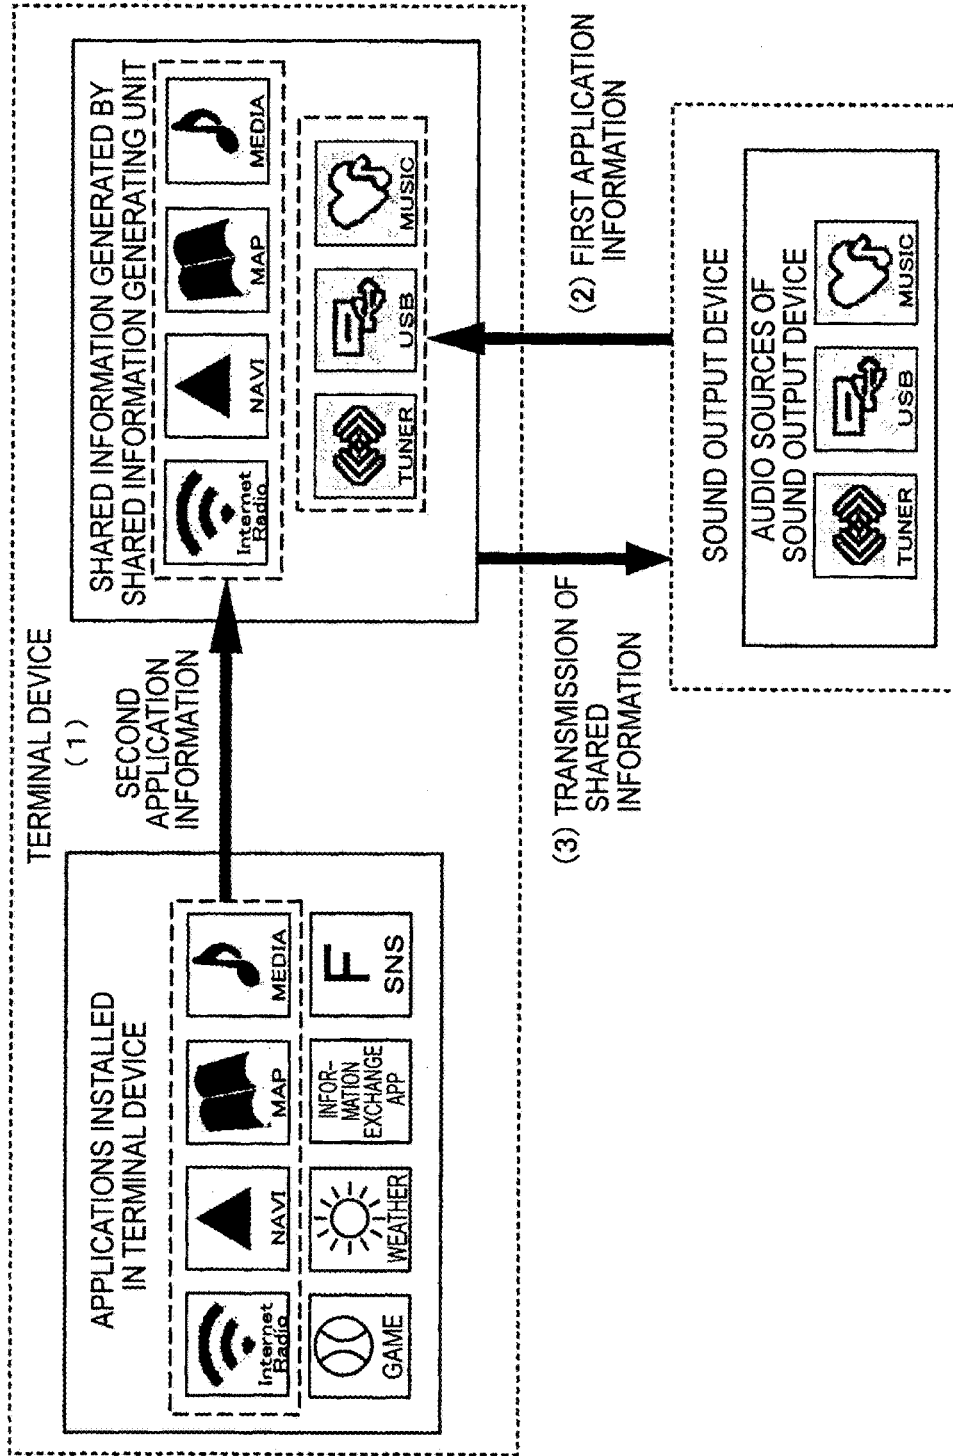 TERMINAL DEVICE
APPLICATIONS INSTALLED
IN TERMINAL DEVICE
Internet
Radio
NAVI
MAP
MEDIA
GAME
WEATHER
INFOR-
MATION
EXCHANGE
APP
F
SNS
(1)
SECOND
APPLICATION
INFORMATION
SHARED INFORMATION GENERATED BY
SHARED INFORMATION GENERATING UNIT
Internet
Radio
NAVI
MAP
MEDIA
TUNER
USB
MUSIC
(3) TRANSMISSION OF
SHARED
INFORMATION
(2) FIRST APPLICATION
INFORMATION
SOUND OUTPUT DEVICE
AUDIO SOURCES OF
SOUND OUTPUT DEVICE
TUNER
USB
MUSIC